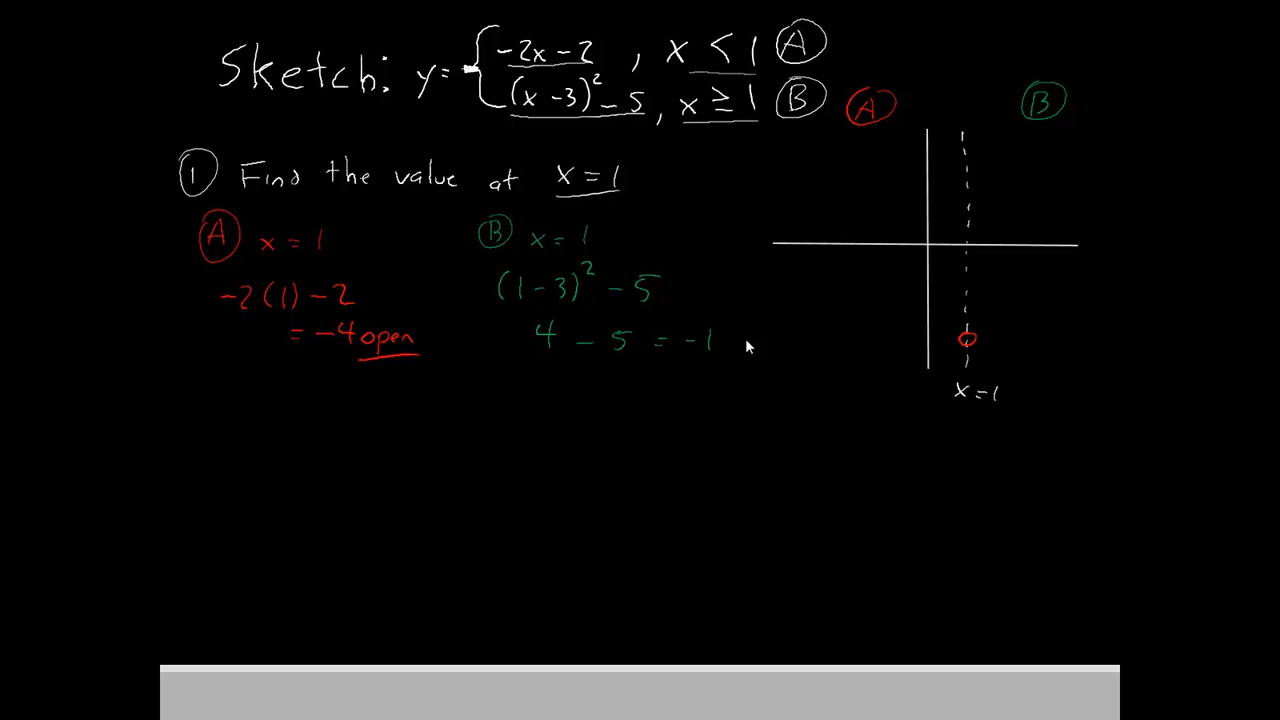 Sketch: y = { -2x - 2 , x < 1 (A)
(x - 3)² - 5 , x ≥ 1 (B)
(A) (B)
(1) Find the value at x = 1
(A) x = 1
-2(1) - 2
= -4 open
(B) x = 1
(1 - 3)² - 5
4 - 5 = -1
x = 1